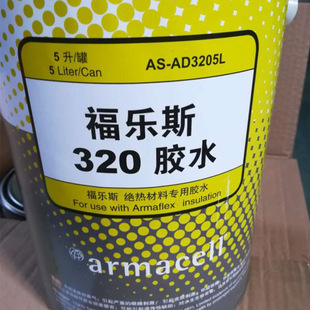 5 升/罐
5 Liter/Can
AS-AD3205L
福乐斯
320 胶水
福乐斯 绝热材料专用胶水
For use with Armaflex insulation
armacell